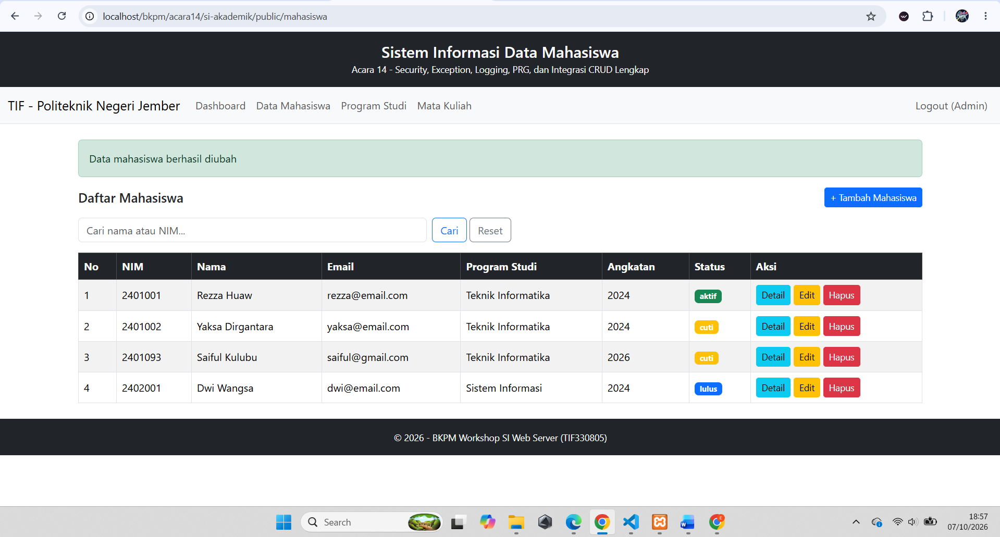 localhost/bkpm/acara14/si-akademik/public/mahasiswa
Sistem Informasi Data Mahasiswa
Acara 14 - Security, Exception, Logging, PRG, dan Integrasi CRUD Lengkap
TIF - Politeknik Negeri Jember Dashboard Data Mahasiswa Program Studi Mata Kuliah Logout (Admin)
Data mahasiswa berhasil diubah
Daftar Mahasiswa + Tambah Mahasiswa
Cari nama atau NIM... Cari Reset
No NIM Nama Email Program Studi Angkatan Status Aksi
1 2401001 Rezza Huaw rezza@email.com Teknik Informatika 2024 aktif Detail Edit Hapus
2 2401002 Yaksa Dirgantara yaksa@email.com Teknik Informatika 2024 cuti Detail Edit Hapus
3 2401093 Saiful Kulubu saiful@gmail.com Teknik Informatika 2026 cuti Detail Edit Hapus
4 2402001 Dwi Wangsa dwi@email.com Sistem Informasi 2024 lulus Detail Edit Hapus
© 2026 - BKPM Workshop SI Web Server (TIF330805)
Search
18:57
07/10/2026